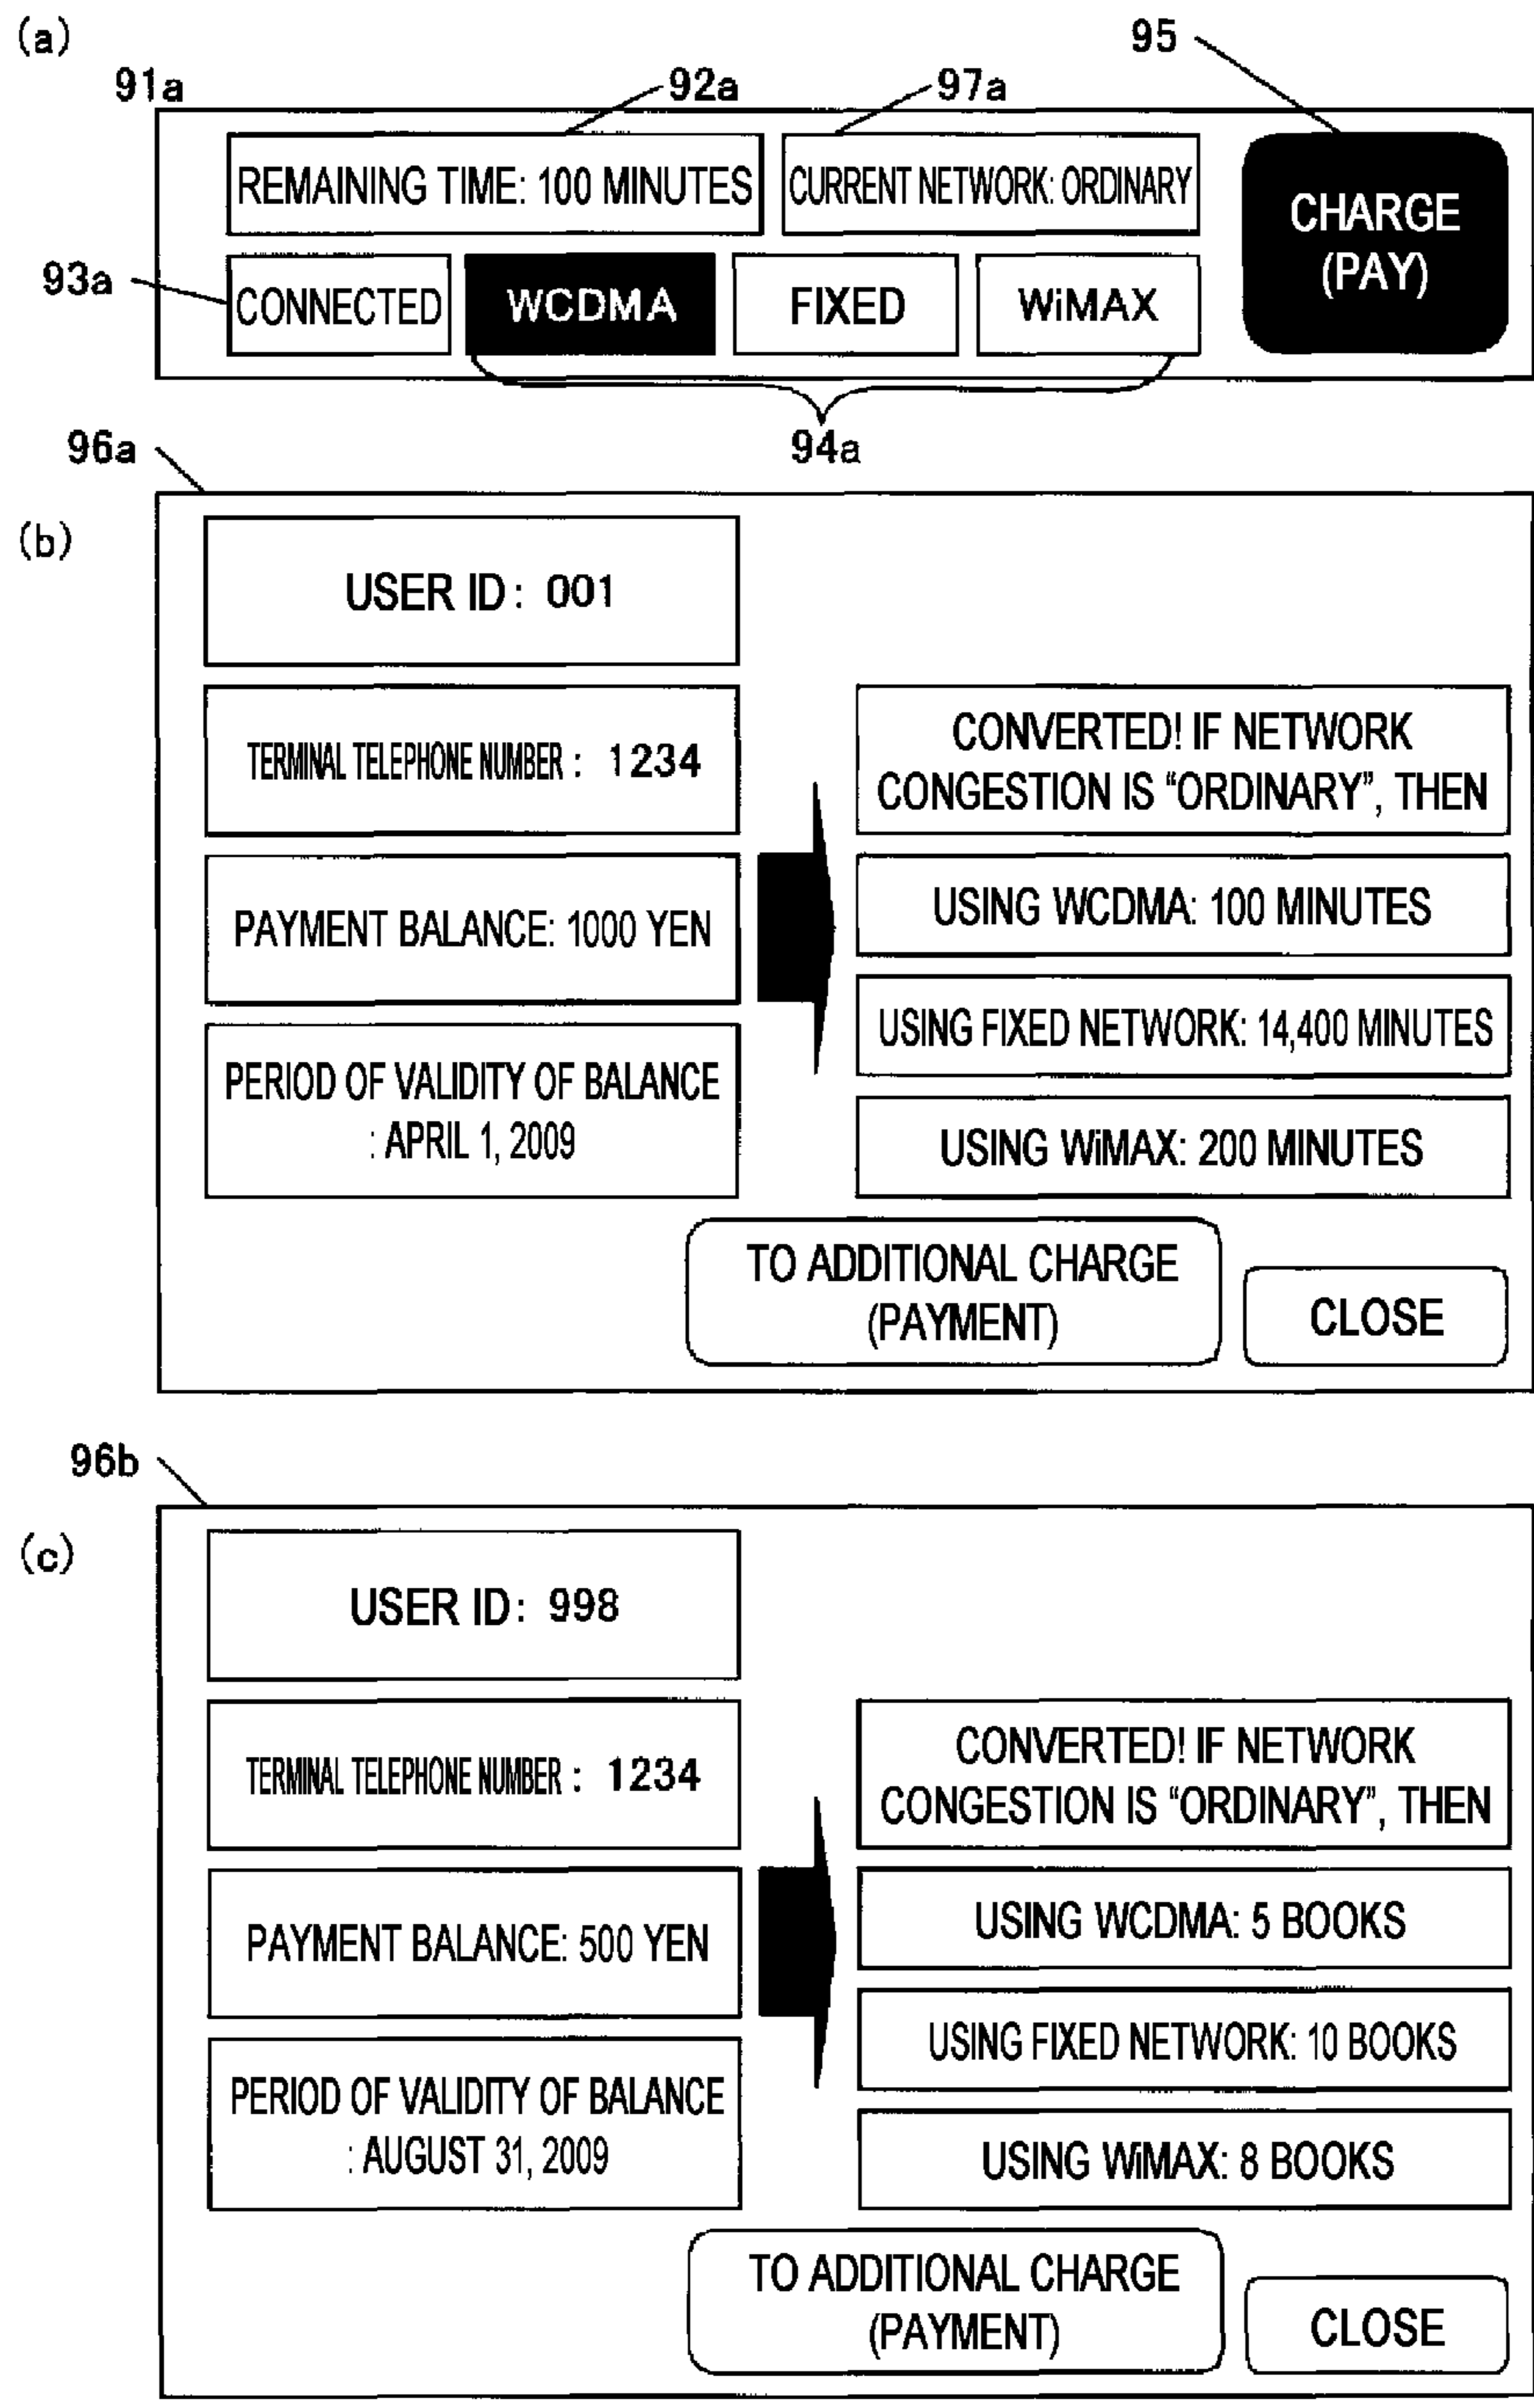 (a)
95
91a
92a
97a
REMAINING TIME: 100 MINUTES
CURRENT NETWORK: ORDINARY
CHARGE
(PAY)
93a
CONNECTED
WCDMA
FIXED
WiMAX
94a
96a
(b)
USER ID: 001
TERMINAL TELEPHONE NUMBER: 1234
PAYMENT BALANCE: 1000 YEN
PERIOD OF VALIDITY OF BALANCE
: APRIL 1, 2009
CONVERTED! IF NETWORK
CONGESTION IS “ORDINARY”, THEN
USING WCDMA: 100 MINUTES
USING FIXED NETWORK: 14,400 MINUTES
USING WiMAX: 200 MINUTES
TO ADDITIONAL CHARGE
(PAYMENT)
CLOSE
96b
(c)
USER ID: 998
TERMINAL TELEPHONE NUMBER: 1234
PAYMENT BALANCE: 500 YEN
PERIOD OF VALIDITY OF BALANCE
: AUGUST 31, 2009
CONVERTED! IF NETWORK
CONGESTION IS “ORDINARY”, THEN
USING WCDMA: 5 BOOKS
USING FIXED NETWORK: 10 BOOKS
USING WiMAX: 8 BOOKS
TO ADDITIONAL CHARGE
(PAYMENT)
CLOSE